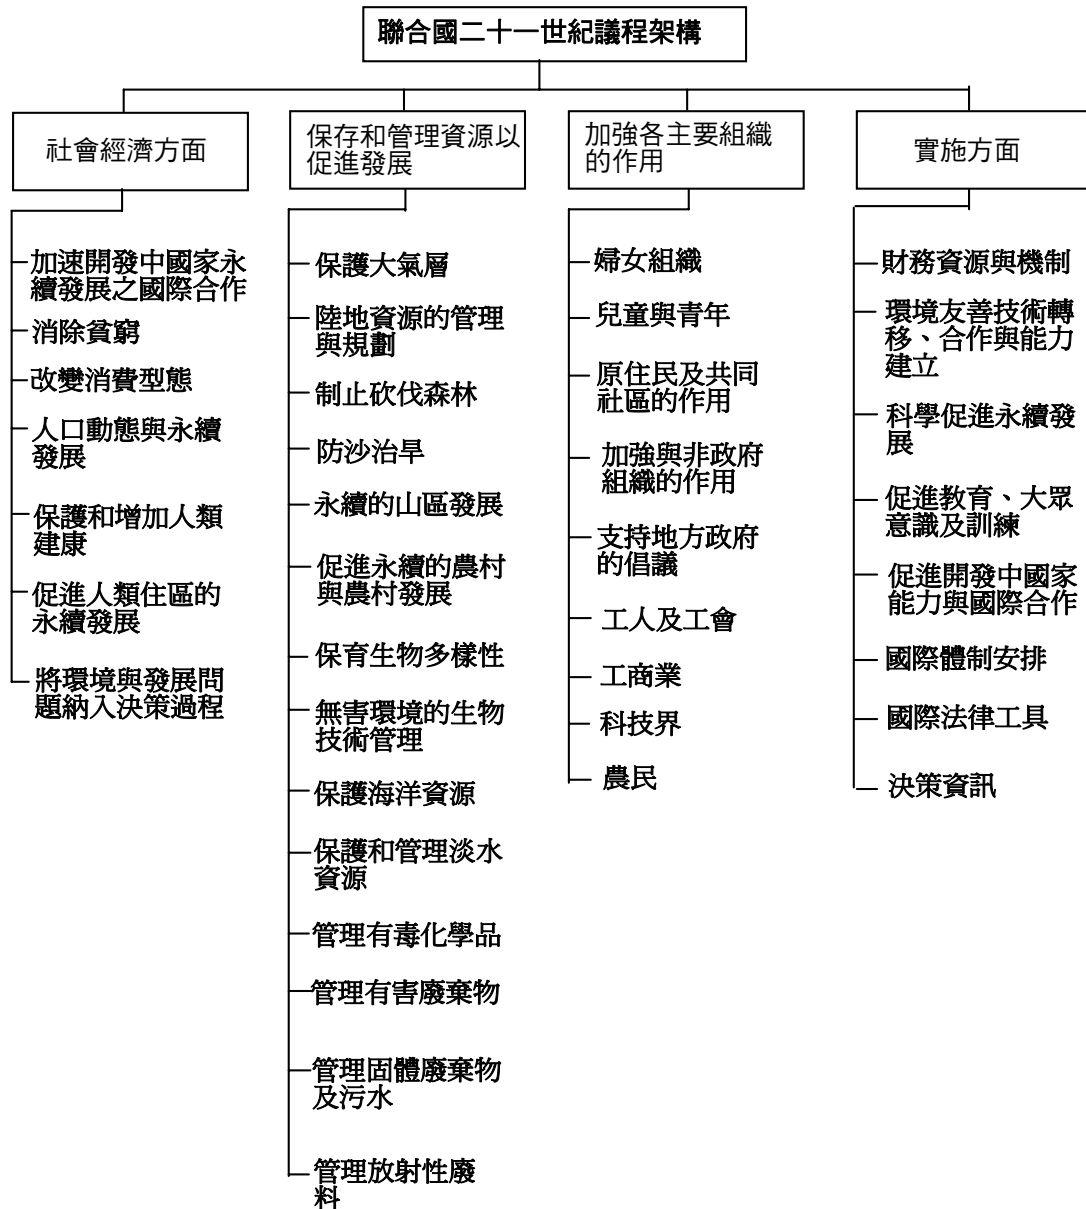 聯合國二十一世紀議程架構
社會經濟方面
加速開發中國家永
續發展之國際合作
消除貧窮
改變消費型態
人口動態與永續
發展
保護和增加人類
建康
促進人類住區的
永續發展
將環境與發展問
題納入決策過程
保存和管理資源以
促進發展
保護大氣層
陸地資源的管理
與規劃
制止砍伐森林
防沙治旱
永續的山區發展
促進永續的農村
與農村發展
保育生物多樣性
無害環境的生物
技術管理
保護海洋資源
保護和管理淡水
資源
管理有毒化學品
管理有害廢棄物
管理固體廢棄物
及污水
管理放射性廢
料
加強各主要組織
的作用
婦女組織
兒童與青年
原住民及共同
社區的作用
加強與非政府
組織的作用
支持地方政府
的倡議
工人及工會
工商業
科技界
農民
實施方面
財務資源與機制
環境友善技術轉
移、合作與能力
建立
科學促進永續發
展
促進教育、大眾
意識及訓練
促進開發中國家
能力與國際合作
國際體制安排
國際法律工具
決策資訊